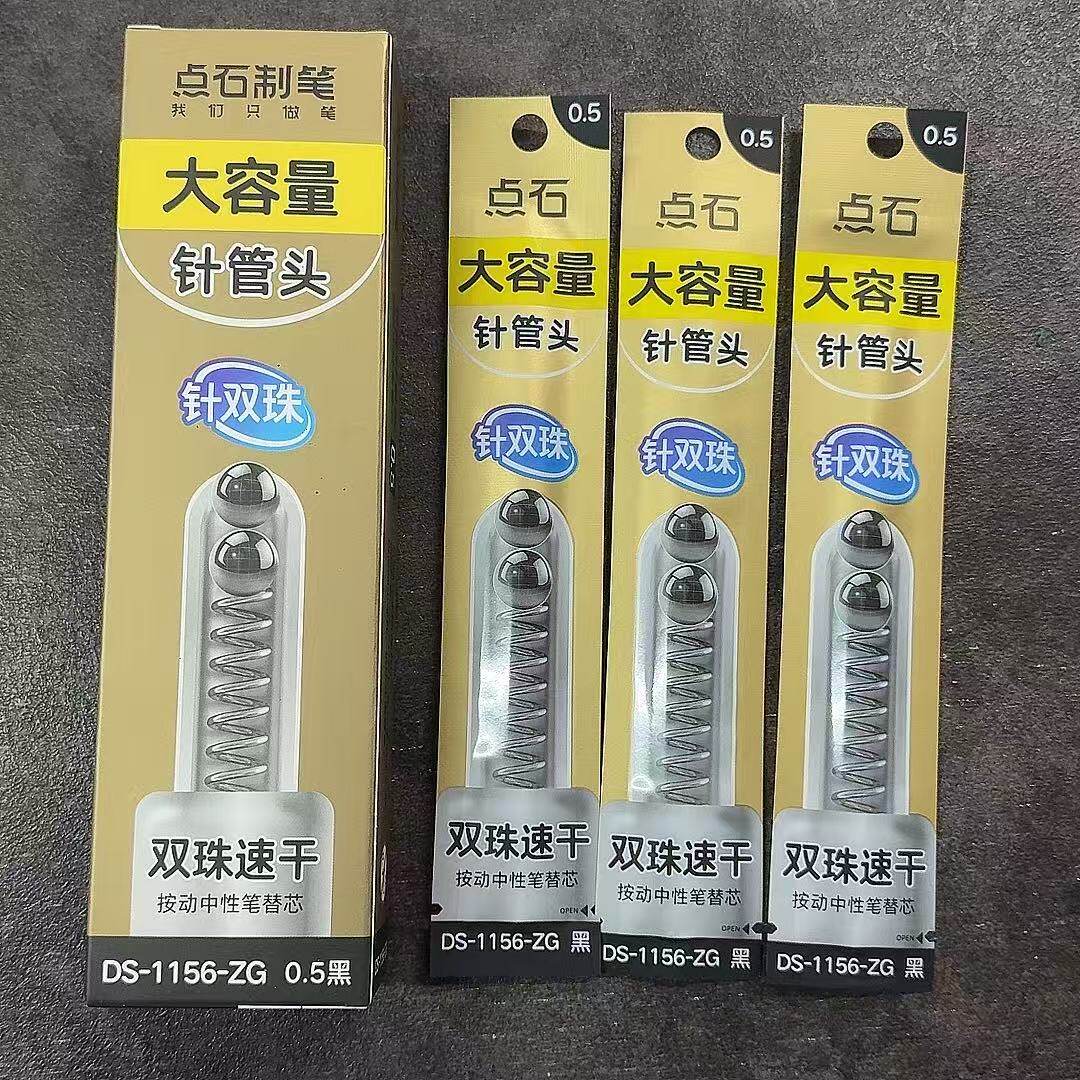 点石制笔
我们只做笔
大容量
针管头
针双珠
双珠速干
按动中性笔替芯
DS-1156-ZG 0.5黑
0.5
点石
大容量
针管头
针双珠
双珠速干
按动中性笔替芯
OPEN
DS-1156-ZG 黑
0.5
点石
大容量
针管头
针双珠
双珠速干
按动中性笔替芯
OPEN
DS-1156-ZG 黑
0.5
点石
大容量
针管头
针双珠
双珠速干
按动中性笔替芯
OPEN
DS-1156-ZG 黑